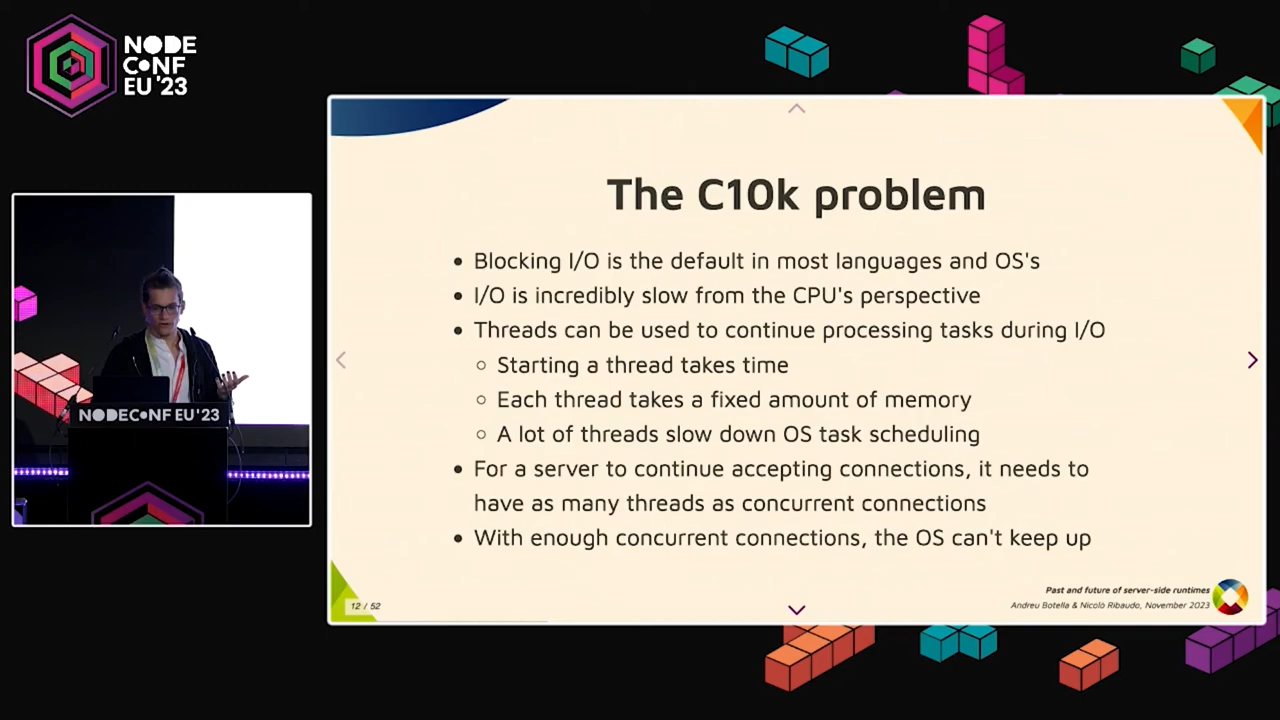 NODE
CONF
EU '23
The C10k problem
• Blocking I/O is the default in most languages and OS's
• I/O is incredibly slow from the CPU's perspective
• Threads can be used to continue processing tasks during I/O
○ Starting a thread takes time
○ Each thread takes a fixed amount of memory
○ A lot of threads slow down OS task scheduling
• For a server to continue accepting connections, it needs to
have as many threads as concurrent connections
• With enough concurrent connections, the OS can't keep up
NODECONF EU'23
12 / 52
Past and future of server-side runtimes
Andreu Botella & Nicolò Ribaudo, November 2023